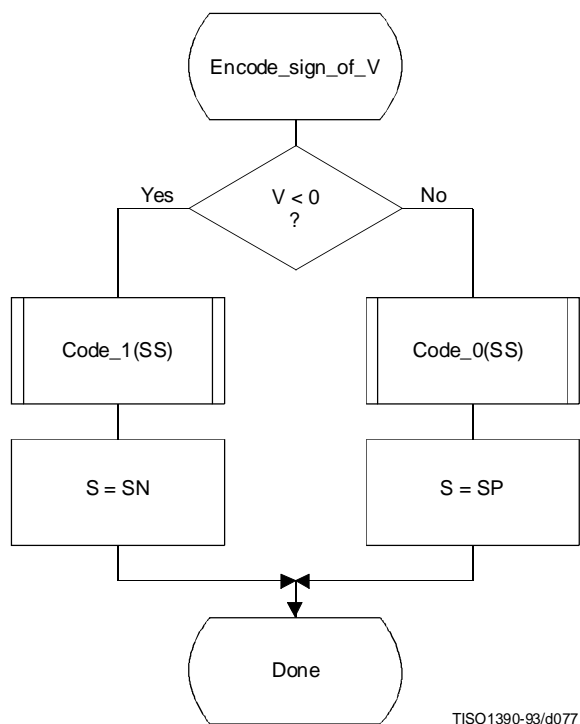 Encode_sign_of_V
V < 0
?
Yes
No
Code_1(SS)
Code_0(SS)
S = SN
S = SP
Done
TISO1390-93/d077